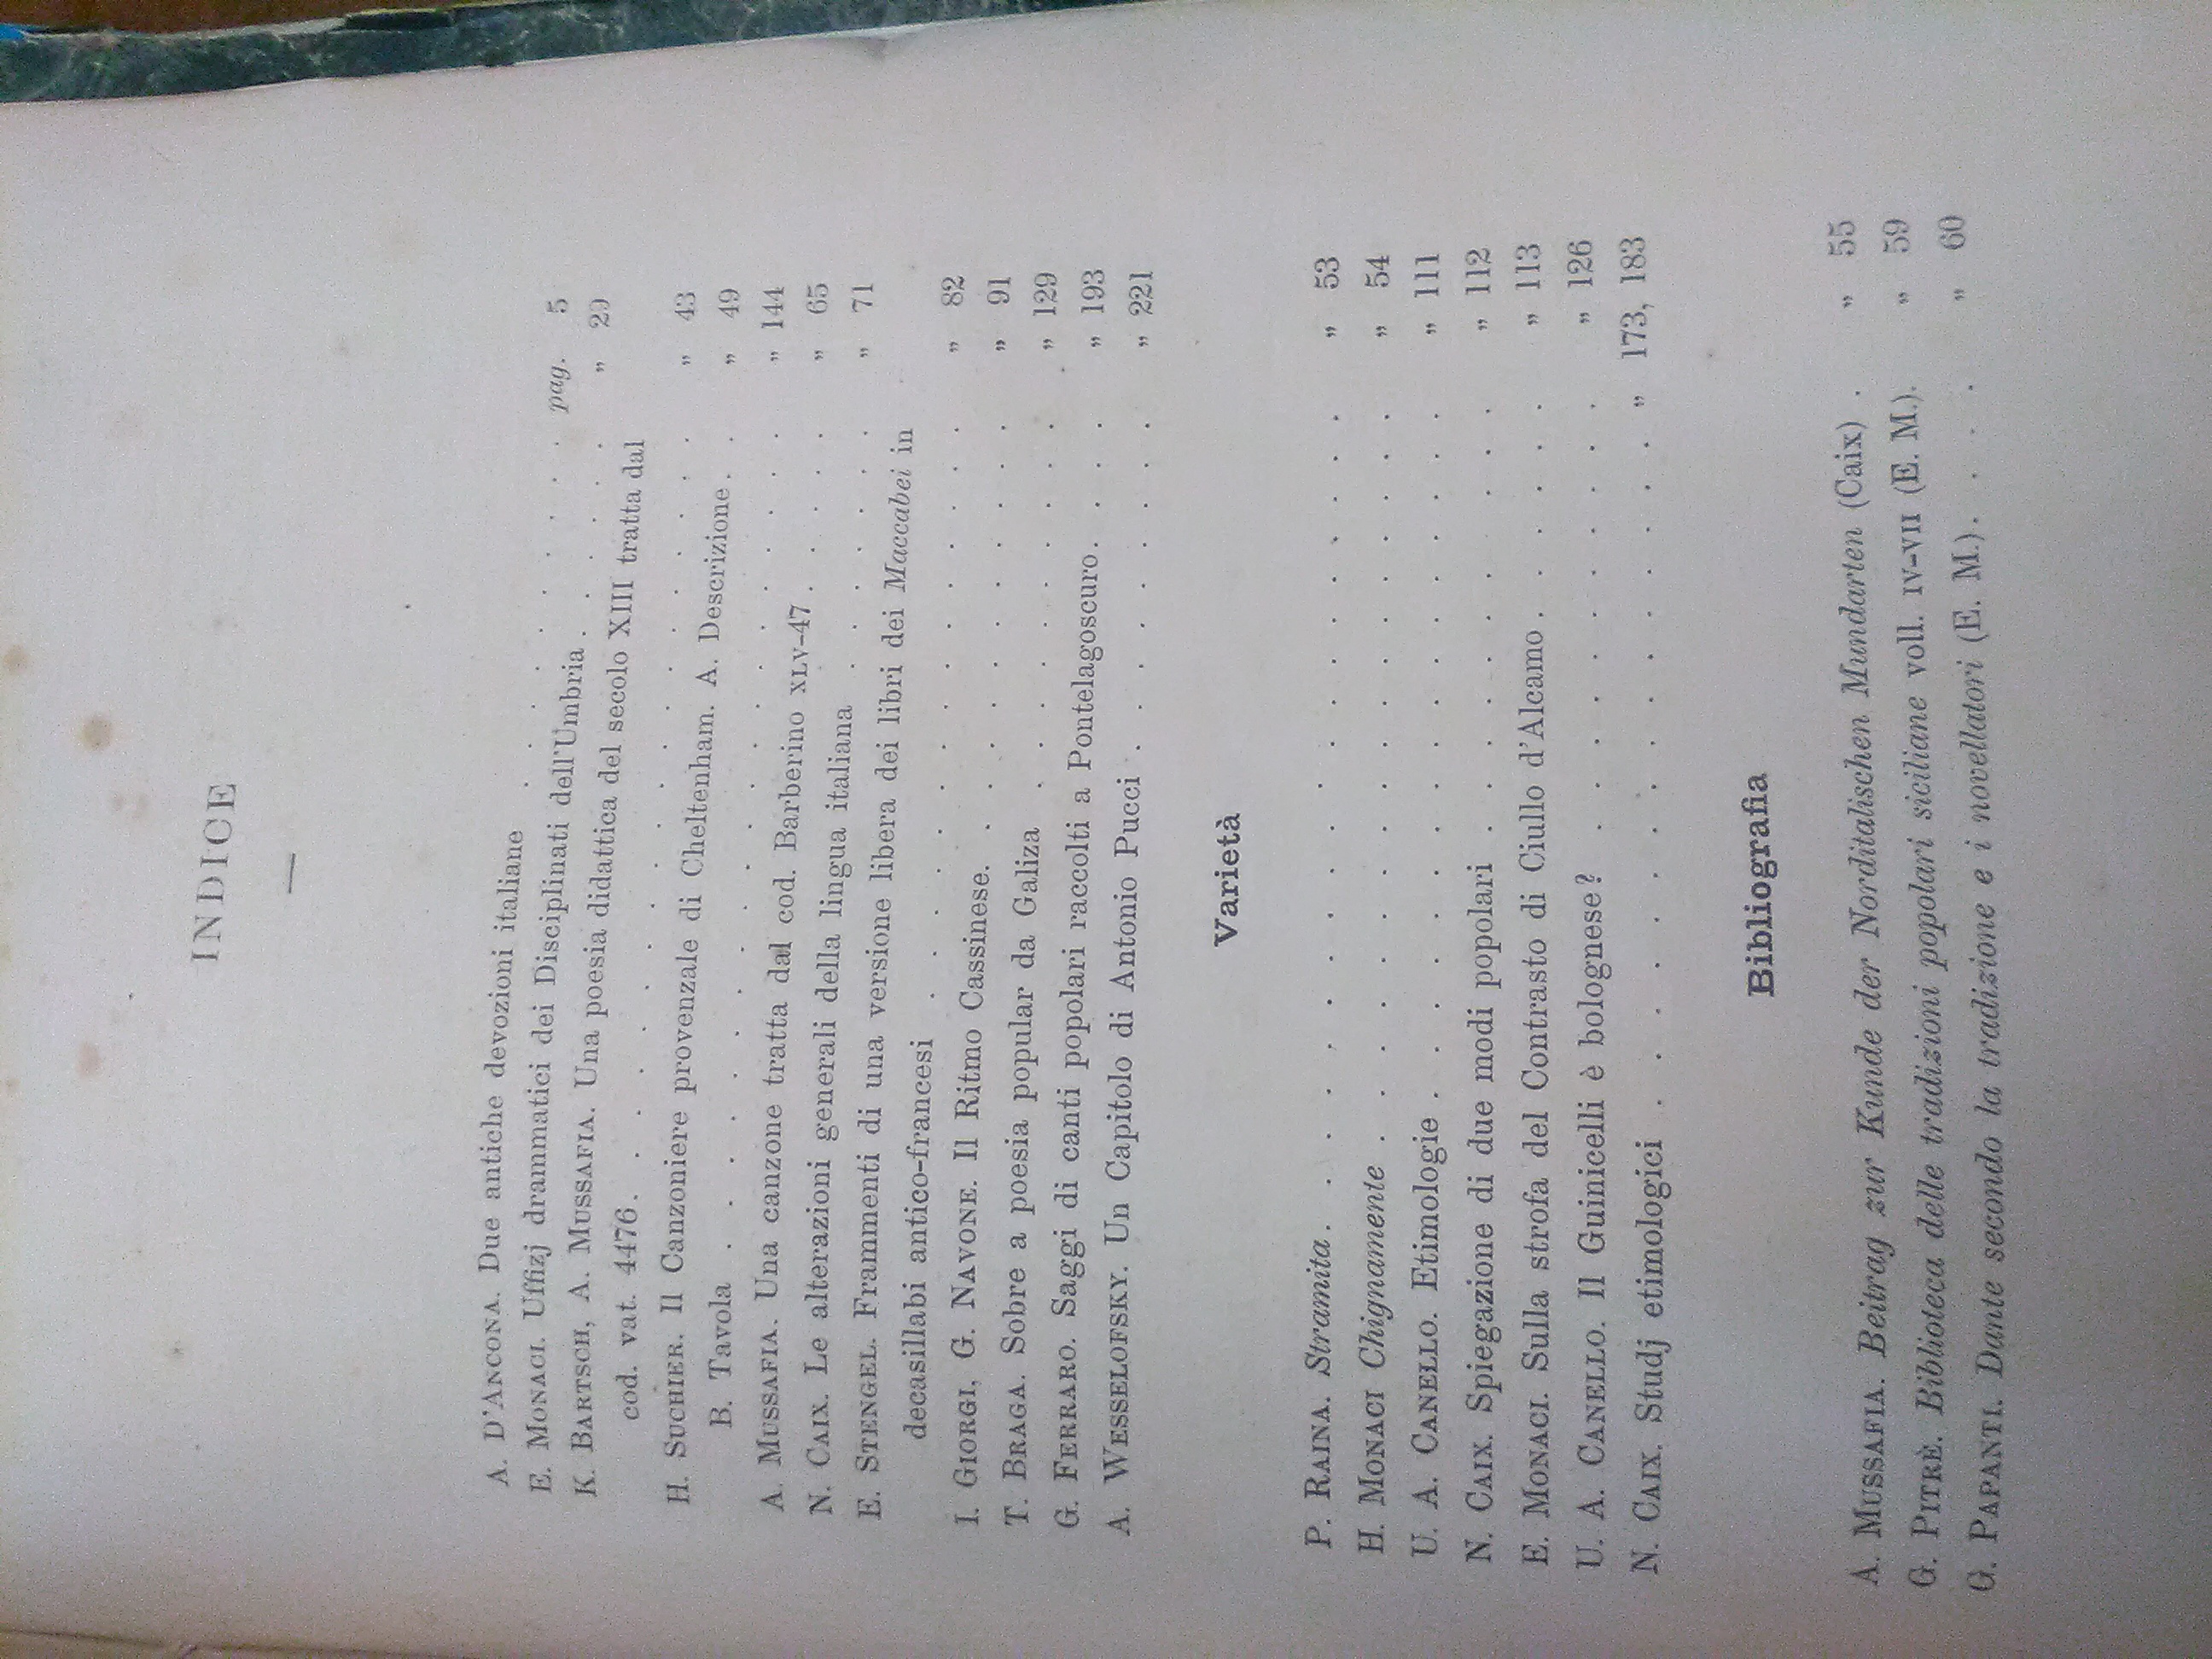 INDICE
A. D'ANCONA. Due antiche devozioni italiane . . . . . . . . . pag. 5
E. MONACI. Uffizj drammatici dei Disciplinati dell'Umbria . . . . . . " 29
K. BARTSCH, A. MUSSAFIA. Una poesia didattica del secolo XIII tratta dal
cod. vat. 4476. . . . . . . . . . . . . . . . . . " 43
H. SUCHIER. Il Canzoniere provenzale di Cheltenham. A. Descrizione . . " 49
B. Tavola . . . . . . . . . . . . . . . . . . . . " 144
A. MUSSAFIA. Una canzone tratta dal cod. Barberino XLV-47 . . . . . " 65
N. CAIX. Le alterazioni generali della lingua italiana . . . . . . . " 71
E. STENGEL. Frammenti di una versione libera dei libri dei Maccabei in
decasillabi antico-francesi . . . . . . . . . . . . . . " 82
I. GIORGI, G. NAVONE. Il Ritmo Cassinese. . . . . . . . . . . . " 91
T. BRAGA. Sobre a poesia popular da Galiza . . . . . . . . . . " 129
G. FERRARO. Saggi di canti popolari raccolti a Pontelagoscuro. . . . " 193
A. WESSELOFSKY. Un Capitolo di Antonio Pucci . . . . . . . . . " 221
Varietà
P. RAINA. Stramita . . . . . . . . . . . . . . . . . . . . " 53
H. MONACI Chignamente . . . . . . . . . . . . . . . . . " 54
U. A. CANELLO. Etimologie . . . . . . . . . . . . . . . . " 111
N. CAIX. Spiegazione di due modi popolari . . . . . . . . . . " 112
E. MONACI. Sulla strofa del Contrasto di Ciullo d'Alcamo . . . . . . " 113
U. A. CANELLO. Il Guinicelli è bolognese? . . . . . . . . . . " 126
N. CAIX. Studj etimologici . . . . . . . . . . . . . . . . " 173, 183
Bibliografia
A. MUSSAFIA. Beitrag zur Kunde der Norditalischen Mundarten (Caix) . " 55
G. PITRÈ. Biblioteca delle tradizioni popolari siciliane voll. IV-VII (E. M.). " 59
G. PAPANTI. Dante secondo la tradizione e i novellatori (E. M.). . . . " 60